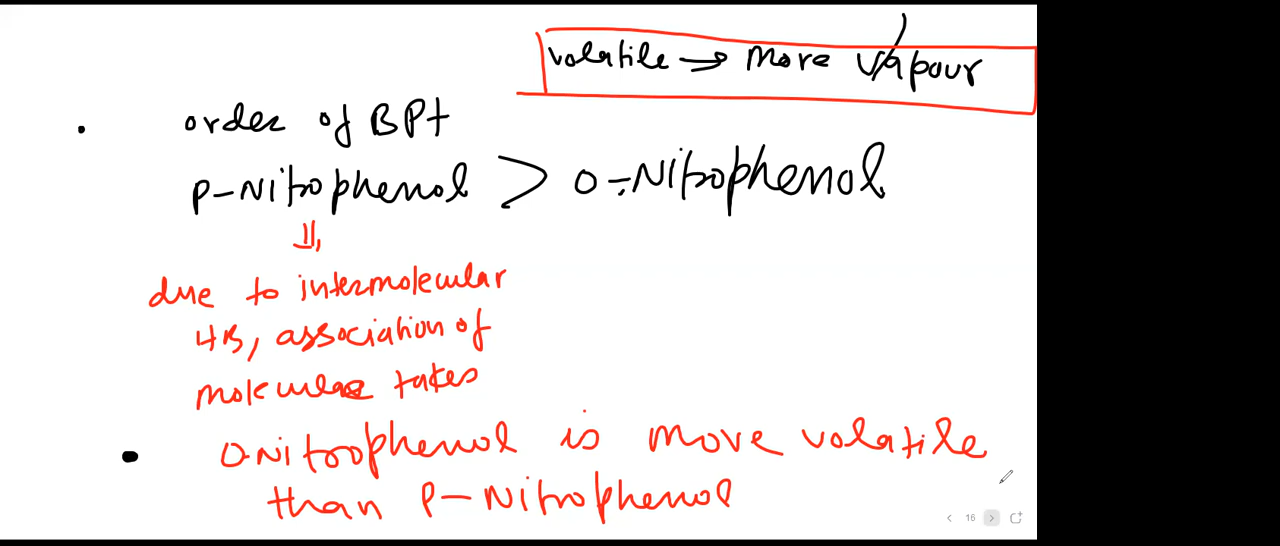 volatile → More vapour
order of BPt
P-Nitrophenol > O-Nitrophenol
due to intermolecular
HB, association of
molecules takes
O-Nitrophenol is more volatile
than P-Nitrophenol
16